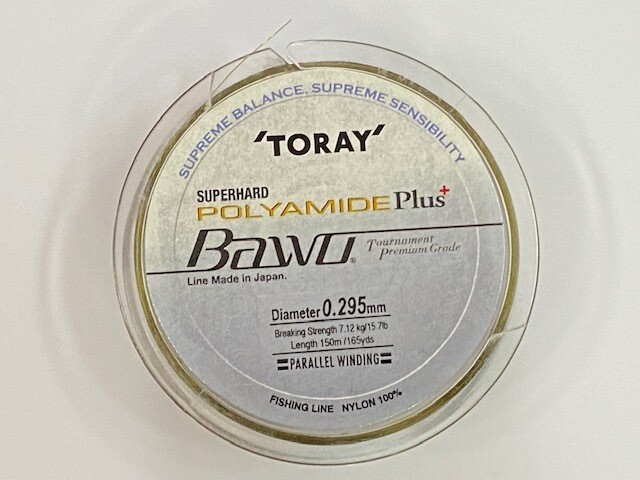 SUPREME BALANCE, SUPREME SENSIBILITY
'TORAY'
SUPERHARD
POLYAMIDE Plus+
Bawo® Tournament
Premium Grade
Line Made in Japan.
Diameter 0.295mm
Breaking Strength 7.12 kg/15.7lb
Length 150m /165yds
PARALLEL WINDING
FISHING LINE NYLON 100%